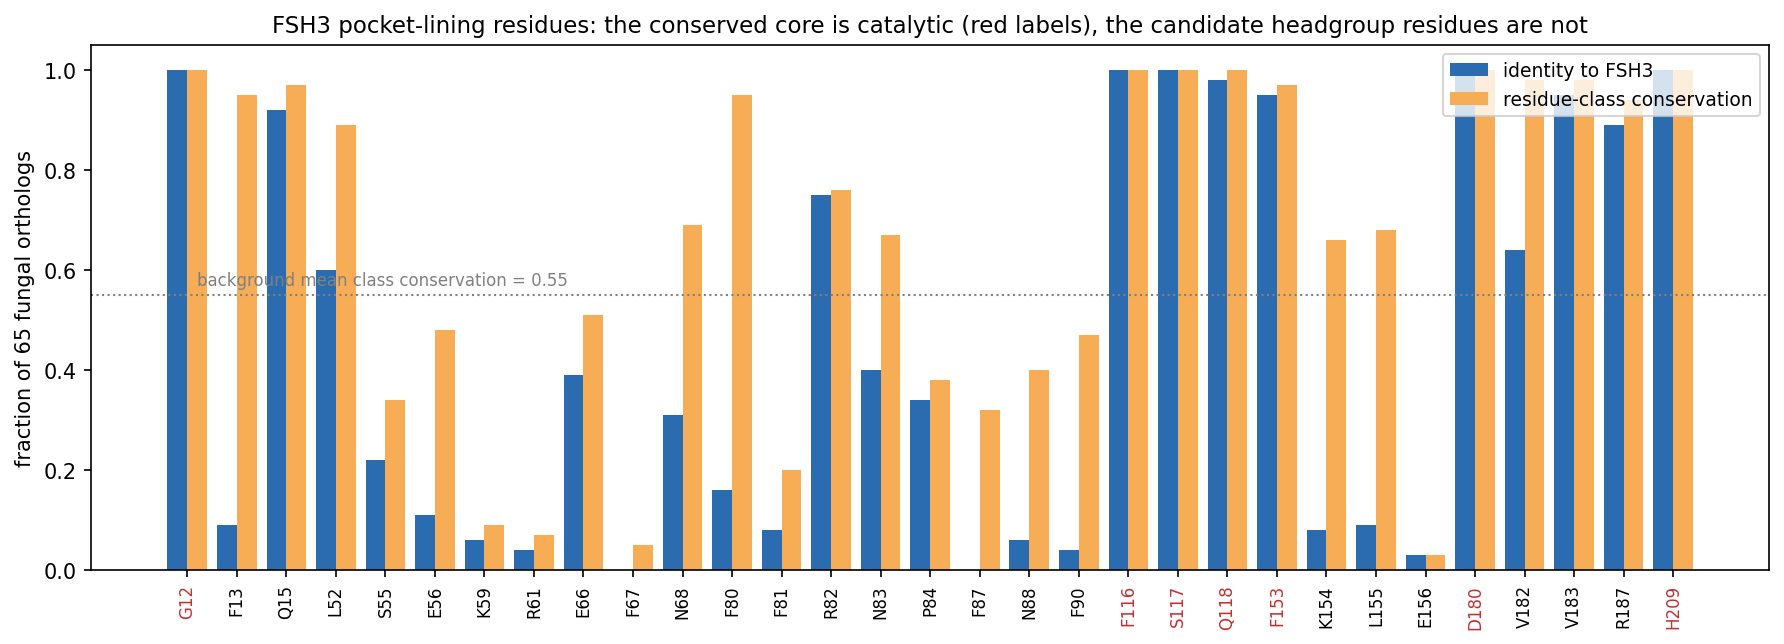 FSH3 pocket-lining residues: the conserved core is catalytic (red labels), the candidate headgroup residues are not
identity to FSH3
residue-class conservation
background mean class conservation = 0.55
fraction of 65 fungal orthologs
1.0
0.8
0.6
0.4
0.2
0.0
G12
F13
Q15
L52
S55
E56
K59
R61
E66
F67
N68
F80
F81
R82
N83
P84
F87
N88
F90
F116
S117
Q118
F153
K154
L155
E156
D180
V182
V183
R187
H209